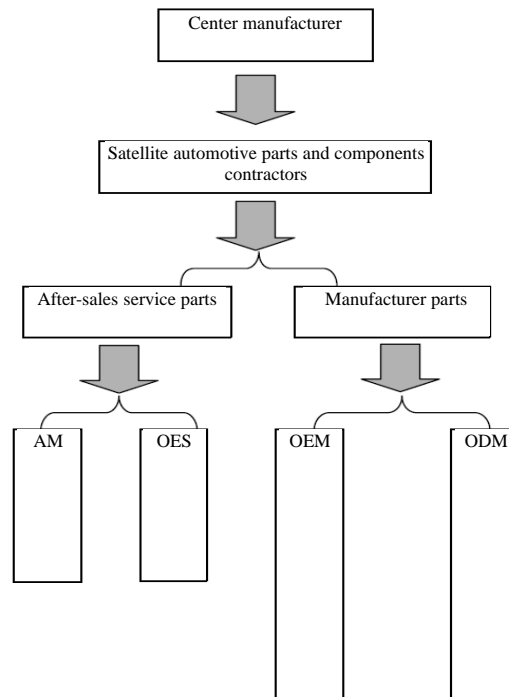 Center manufacturer
Satellite automotive parts and components
contractors
After-sales service parts
Manufacturer parts
AM
OES
OEM
ODM